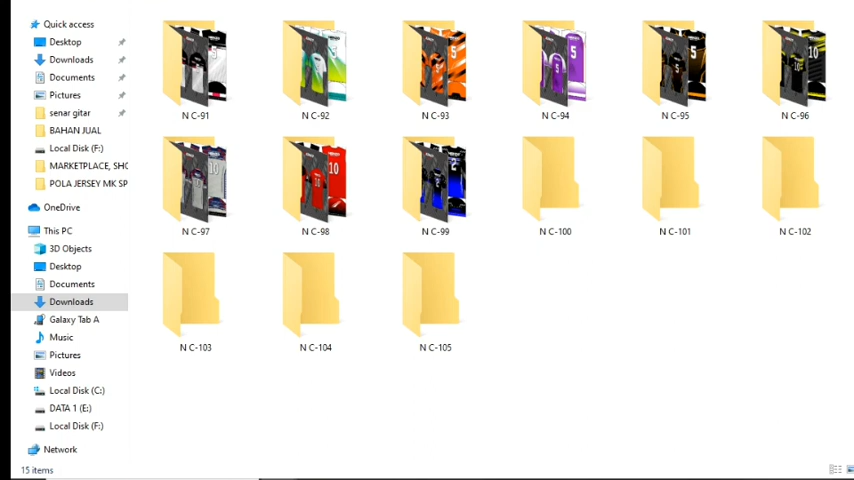 Quick access
Desktop
Downloads
Documents
Pictures
senar gitar
BAHAN JUAL
Local Disk (F:)
MARKETPLACE, SHO
POLA JERSEY MK SP
OneDrive
This PC
3D Objects
Desktop
Documents
Downloads
Galaxy Tab A
Music
Pictures
Videos
Local Disk (C:)
DATA 1 (E:)
Local Disk (F:)
Network
15 items
N C-91
N C-92
N C-93
N C-94
N C-95
N C-96
N C-97
N C-98
N C-99
N C-100
N C-101
N C-102
N C-103
N C-104
N C-105